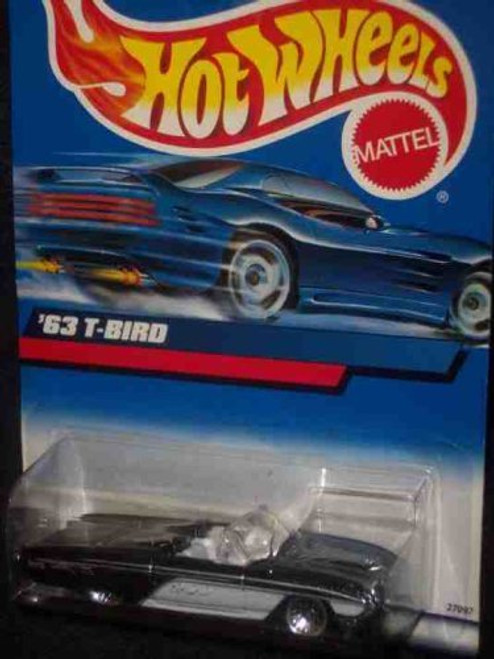 HOT WHEELS
MATTEL
®
'63 T-BIRD
27097